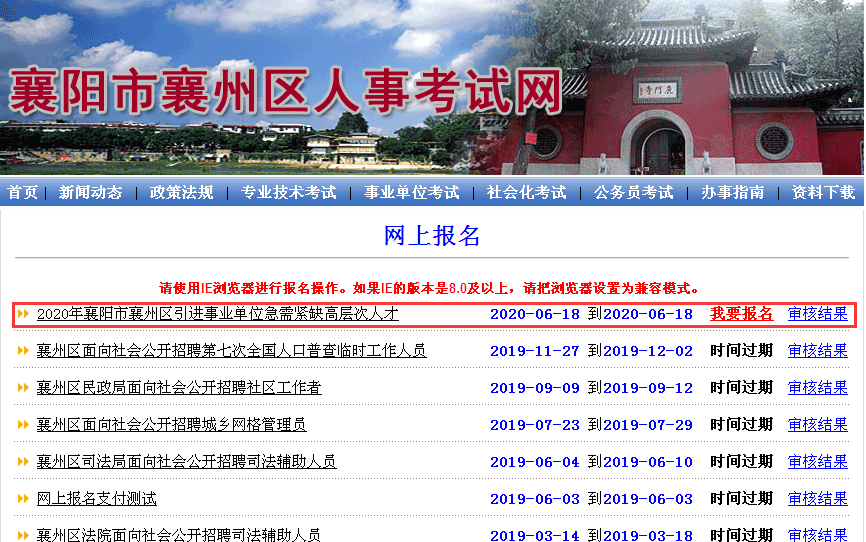 襄阳市襄州区人事考试网
首页 | 新闻动态 | 政策法规 | 专业技术考试 | 事业单位考试 | 社会化考试 | 公务员考试 | 办事指南 | 资料下载
网上报名
请使用IE浏览器进行报名操作。如果IE的版本是8.0及以上，请把浏览器设置为兼容模式。
2020年襄阳市襄州区引进事业单位急需紧缺高层次人才 2020-06-18 到2020-06-18 我要报名 审核结果
襄州区面向社会公开招聘第七次全国人口普查临时工作人员 2019-11-27 到2019-12-02 时间过期 审核结果
襄州区民政局面向社会公开招聘社区工作者 2019-09-09 到2019-09-12 时间过期 审核结果
襄州区面向社会公开招聘城乡网格管理员 2019-07-23 到2019-07-29 时间过期 审核结果
襄州区司法局面向社会公开招聘司法辅助人员 2019-06-04 到2019-06-10 时间过期 审核结果
网上报名支付测试 2019-06-03 到2019-06-03 时间过期 审核结果
襄州区法院面向社会公开招聘司法辅助人员 2019-03-14 到2019-03-18 时间过期 审核结果